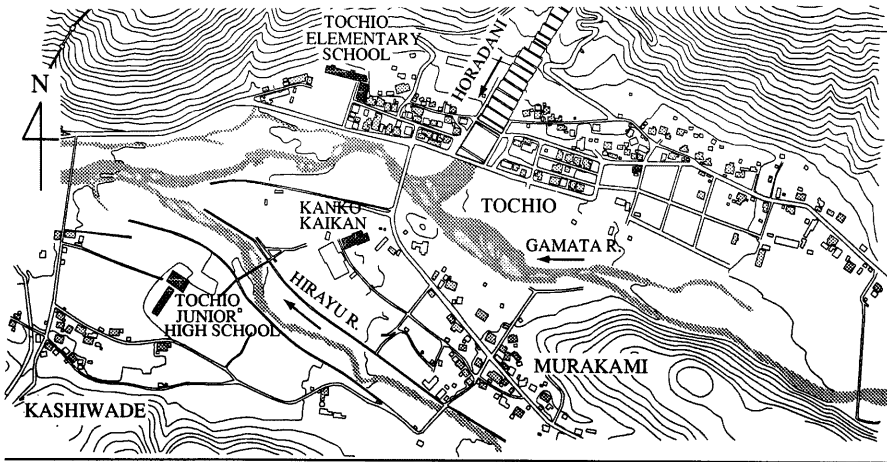 TOCHIO
ELEMENTARY
SCHOOL
HORADANI
N
TOCHIO
KANKO
KAIKAN
GAMATA R.
HIRAYU R.
TOCHIO
JUNIOR
HIGH SCHOOL
MURAKAMI
KASHIWADE